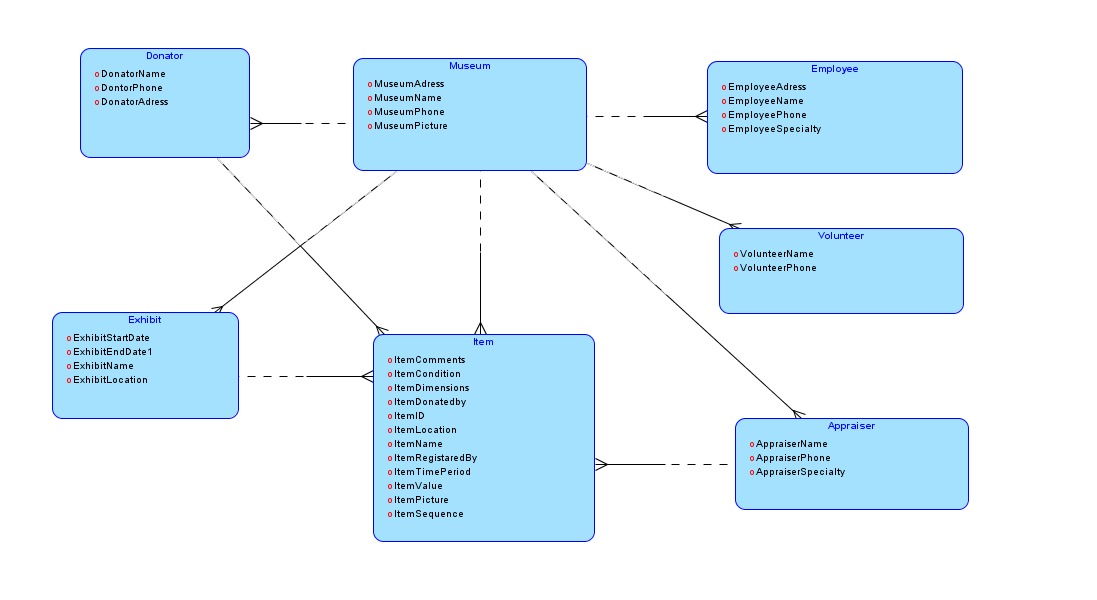 Donator
DonatorName
DontorPhone
DonatorAdress
Museum
MuseumAdress
MuseumName
MuseumPhone
MuseumPicture
Employee
EmployeeAdress
EmployeeName
EmployeePhone
EmployeeSpecialty
Volunteer
VolunteerName
VolunteerPhone
Exhibit
ExhibitStartDate
ExhibitEndDate1
ExhibitName
ExhibitLocation
Item
ItemComments
ItemCondition
ItemDimensions
ItemDonatedby
ItemID
ItemLocation
ItemName
ItemRegistaredBy
ItemTimePeriod
ItemValue
ItemPicture
ItemSequence
Appraiser
AppraiserName
AppraiserPhone
AppraiserSpecialty